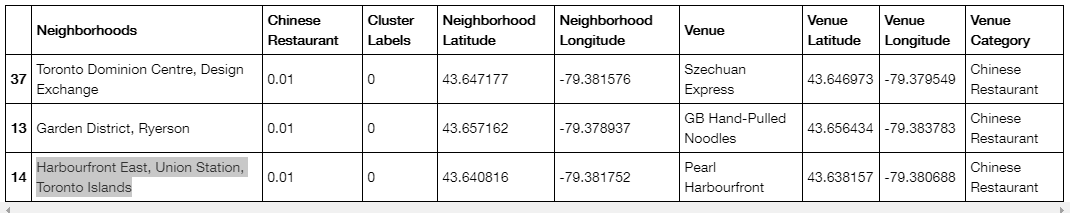 Neighborhoods Chinese Restaurant Cluster Labels Neighborhood Latitude Neighborhood Longitude Venue Venue Latitude Venue Longitude Venue Category
37 Toronto Dominion Centre, Design Exchange 0.01 0 43.647177 -79.381576 Szechuan Express 43.646973 -79.379549 Chinese Restaurant
13 Garden District, Ryerson 0.01 0 43.657162 -79.378937 GB Hand-Pulled Noodles 43.656434 -79.383783 Chinese Restaurant
14 Harbourfront East, Union Station, Toronto Islands 0.01 0 43.640816 -79.381752 Pearl Harbourfront 43.638157 -79.380688 Chinese Restaurant